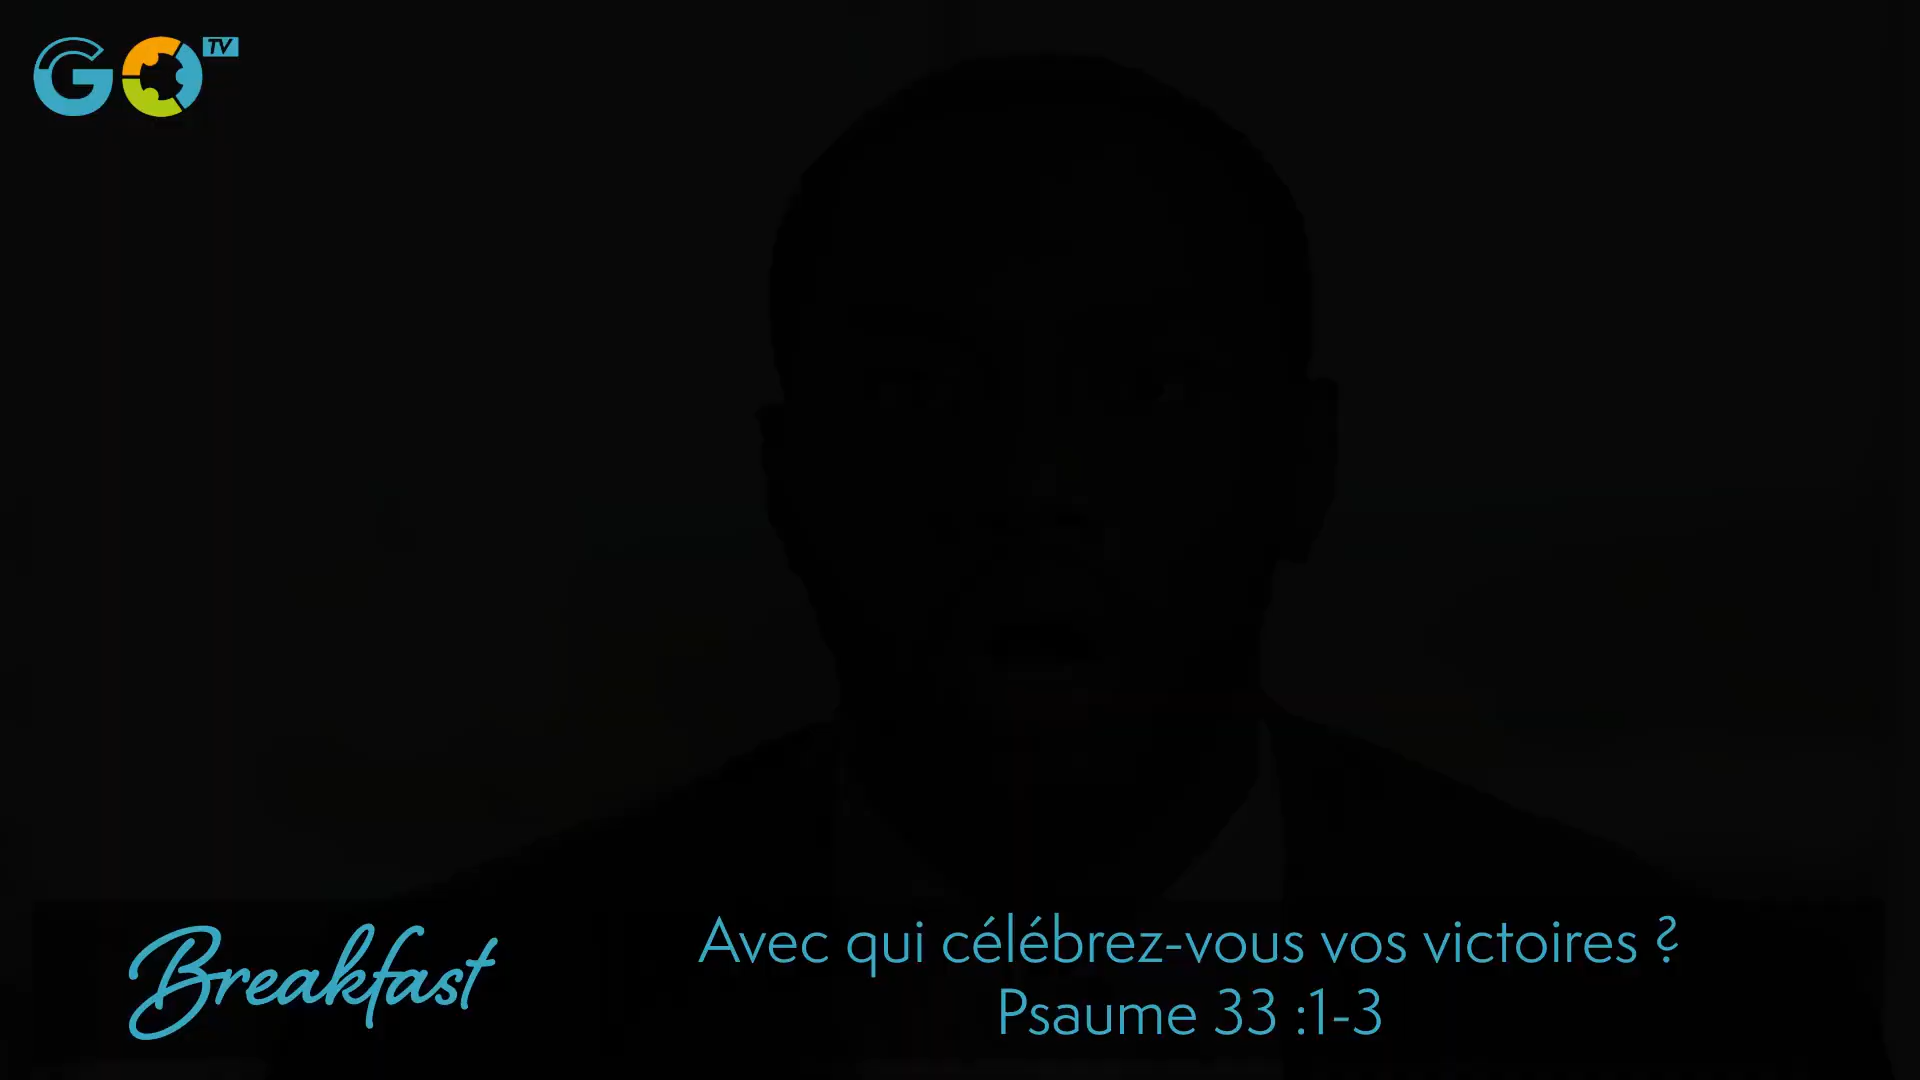 GO TV
Breakfast
Avec qui célébrez-vous vos victoires ?
Psaume 33 :1-3